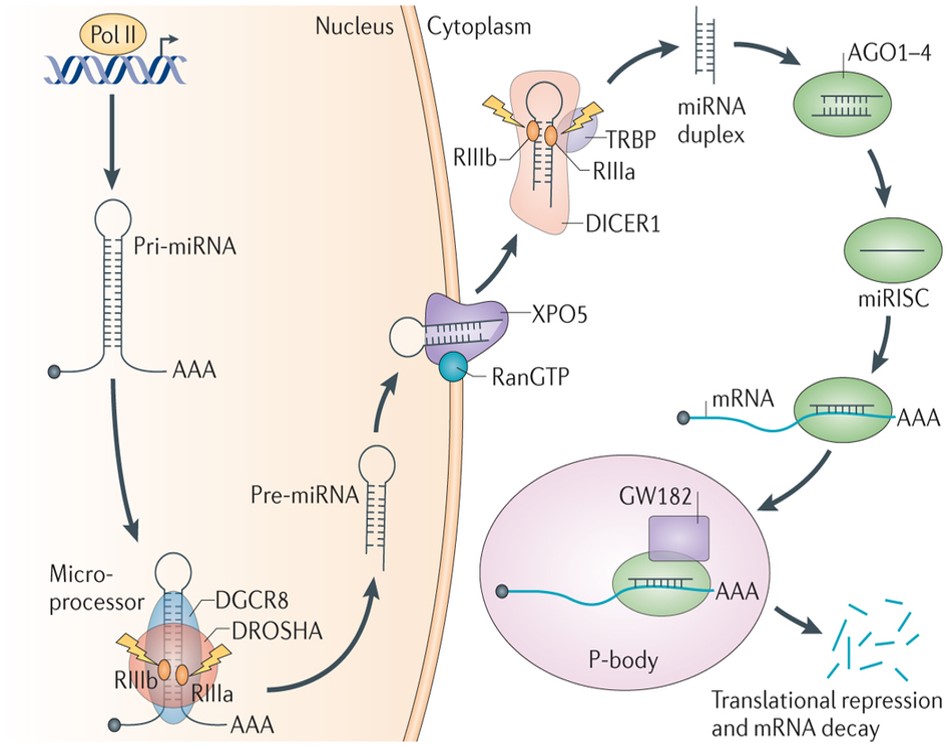 Pol II
Nucleus
Cytoplasm
Pri-miRNA
AAA
Micro-
processor
DGCR8
DROSHA
RIIIb
RIIIa
AAA
Pre-miRNA
XPO5
RanGTP
TRBP
RIIIb
RIIIa
DICER1
miRNA
duplex
AGO1–4
miRISC
mRNA
AAA
GW182
AAA
P-body
Translational repression
and mRNA decay